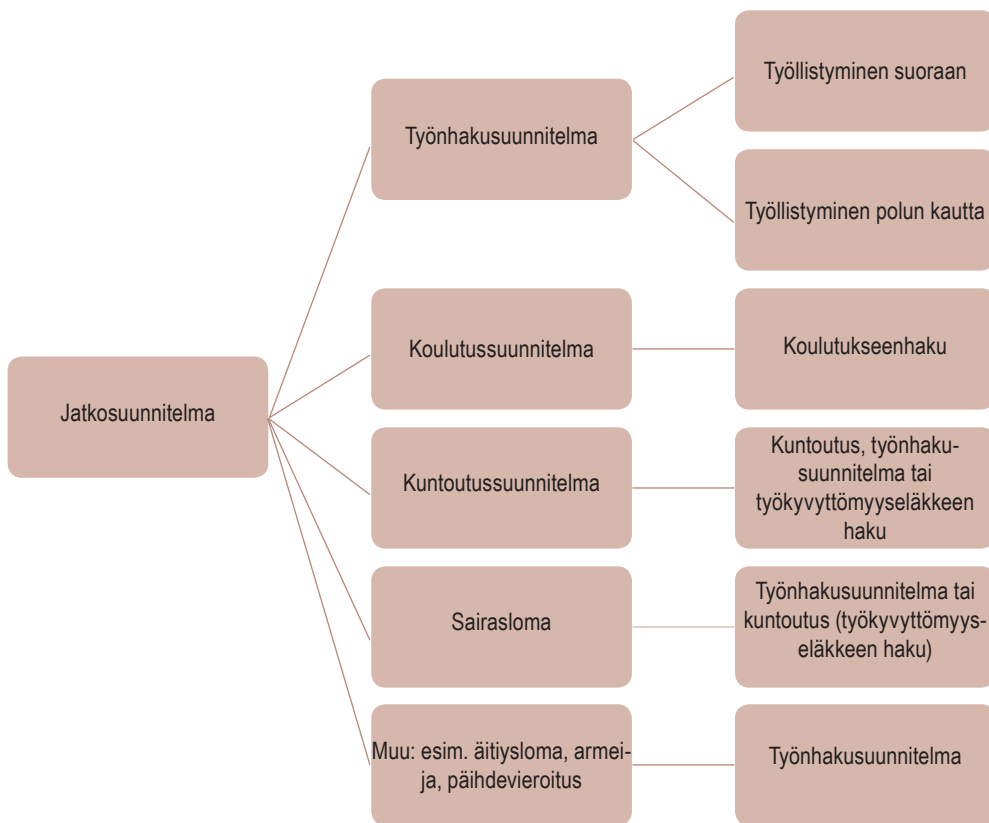 Jatkosuunnitelma
Työnhakusuunnitelma
Työllistyminen suoraan
Työllistyminen polun kautta
Koulutussuunnitelma
Koulutukseenhaku
Kuntoutussuunnitelma
Kuntoutus, työnhaku-
suunnitelma tai
työkyvyttömyyseläkkeen
haku
Sairasloma
Työnhakusuunnitelma tai
kuntoutus (työkyvyttömyys-
eläkkeen haku)
Muu: esim. äitiysloma, armei-
ja, päihdevieroitus
Työnhakusuunnitelma